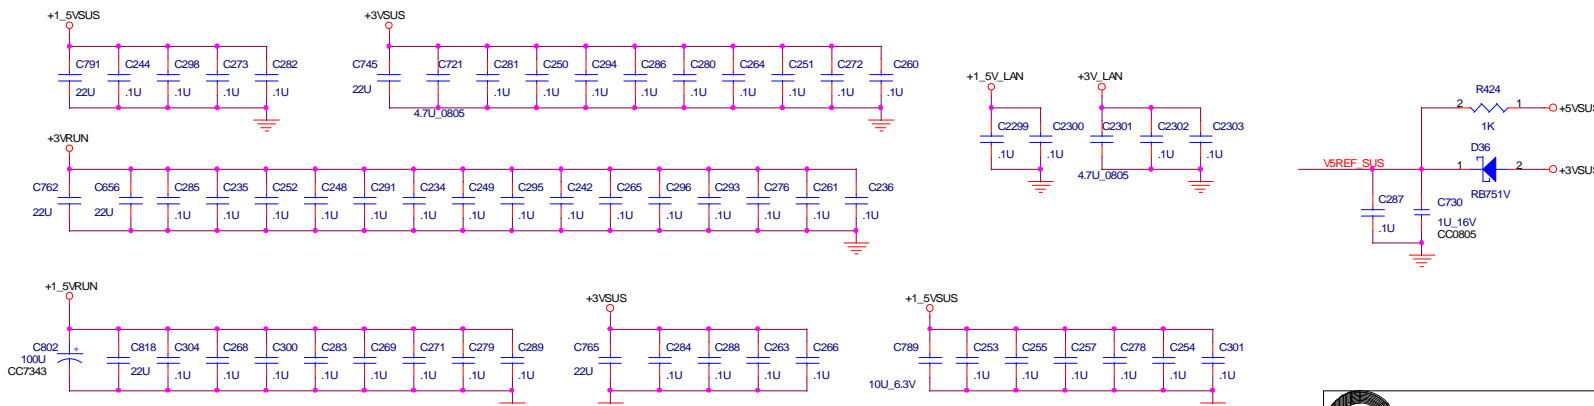 +1_5VSUS
C791 C244 C298 C273 C282
22U .1U .1U .1U .1U
+3VSUS
C745 C721 C281 C250 C294 C286 C280 C264 C251 C272 C260
22U 4.7U_0805 .1U .1U .1U .1U .1U .1U .1U .1U .1U
+1_5V_LAN
C2299 C2300
.1U .1U
+3V_LAN
C2301 C2302 C2303
4.7U_0805 .1U .1U
R424
2 1 +5VSUS
1K
D36
V5REF_SUS 1 2 +3VSUS
RB751V
C287 C730
.1U 1U_16V
CC0805
+3VRUN
C762 C656 C285 C235 C252 C248 C291 C234 C249 C295 C242 C265 C296 C293 C276 C261 C236
22U 22U .1U .1U .1U .1U .1U .1U .1U .1U .1U .1U .1U .1U .1U .1U .1U
+1_5VRUN
C802 + C818 C304 C268 C300 C283 C269 C271 C279 C289
100U 22U .1U .1U .1U .1U .1U .1U .1U .1U
CC7343
+3VSUS
C765 C284 C288 C263 C266
22U .1U .1U .1U .1U
+1_5VSUS
C789 C253 C255 C257 C278 C254 C301
10U_6.3V .1U .1U .1U .1U .1U .1U